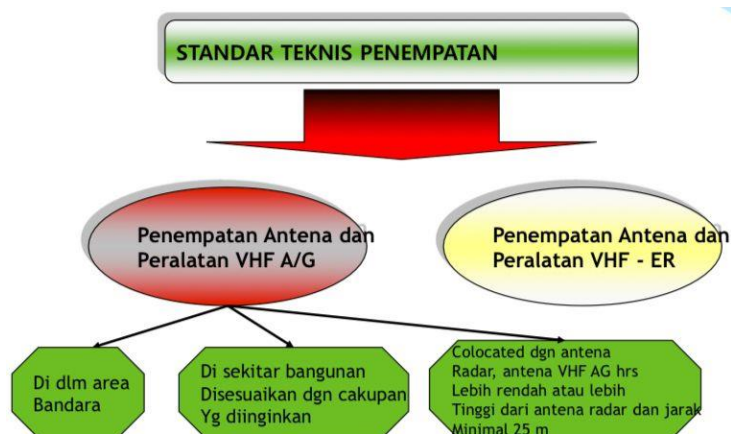 STANDAR TEKNIS PENEMPATAN
Penempatan Antena dan
Peralatan VHF A/G
Penempatan Antena dan
Peralatan VHF - ER
Di dlm area
Bandara
Di sekitar bangunan
Disesuaikan dgn cakupan
Yg diinginkan
Colocated dgn antena
Radar, antena VHF AG hrs
Lebih rendah atau lebih
Tinggi dari antena radar dan jarak
Minimal 25 m